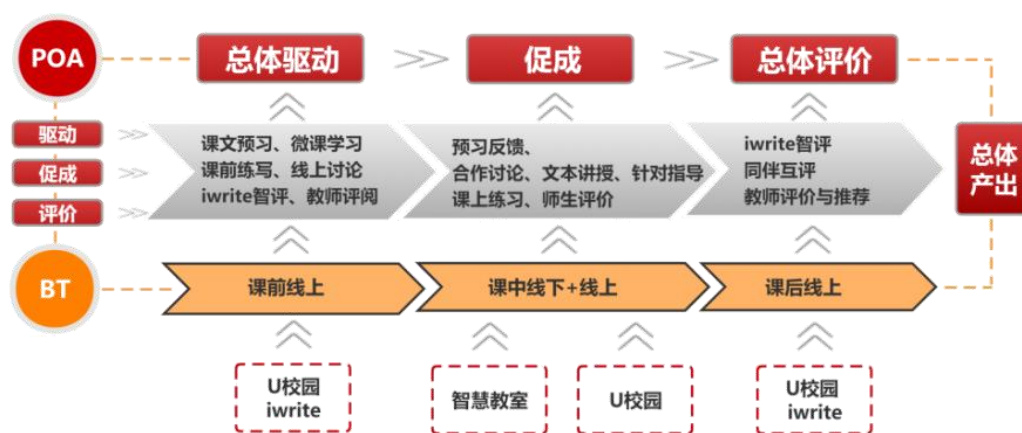 POA
总体驱动
促成
总体评价
驱动
促成
评价
课文预习、微课学习
课前练写、线上讨论
iwrite智评、教师评阅
预习反馈、
合作讨论、文本讲授、针对指导
课上练习、师生评价
iwrite智评
同伴互评
教师评价与推荐
总体
产出
BT
课前线上
课中线下+线上
课后线上
U校园
iwrite
智慧教室
U校园
U校园
iwrite